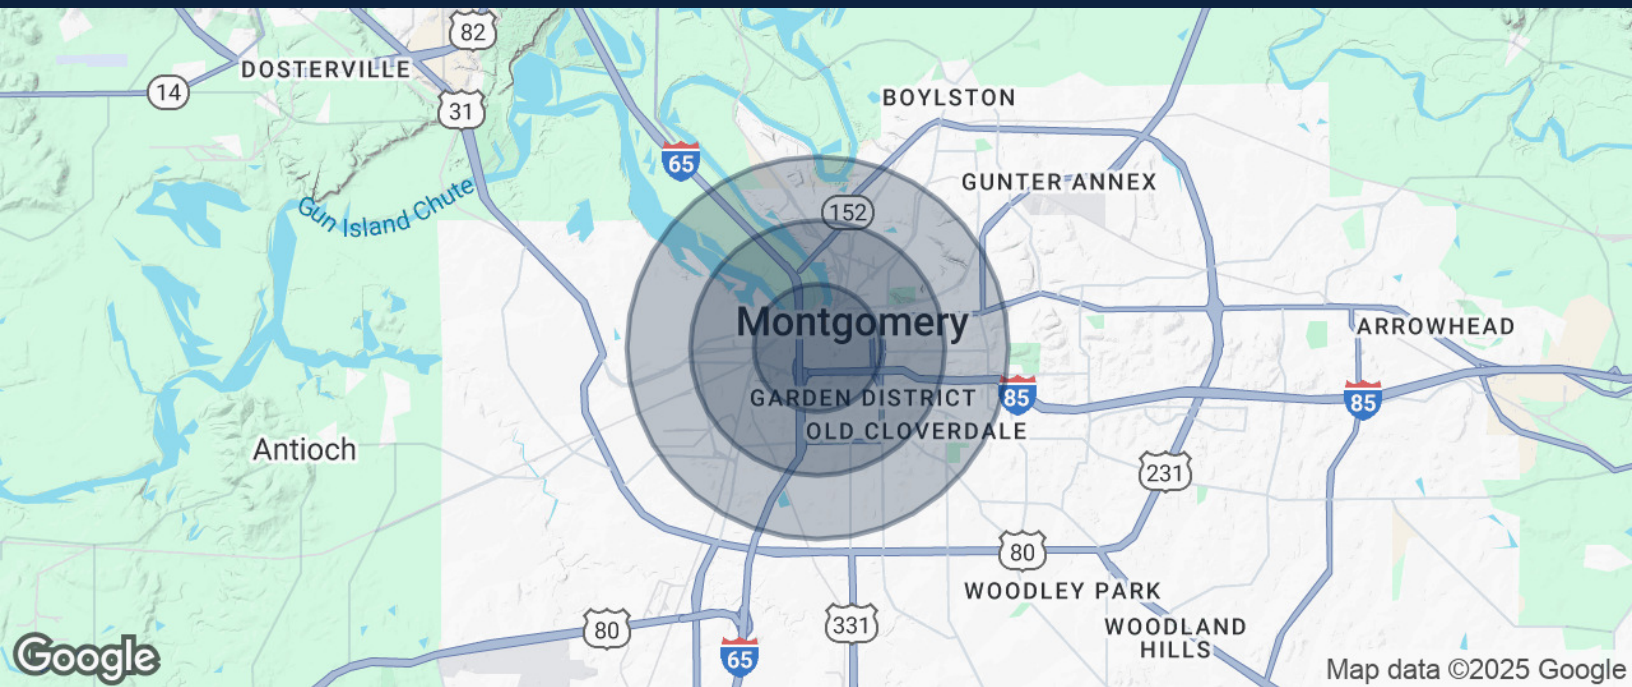 82
DOSTERVILLE
14
31
BOYLSTON
65
GUNTER ANNEX
Gun Island Chute
152
Montgomery
ARROWHEAD
GARDEN DISTRICT
85
85
OLD CLOVERDALE
Antioch
231
80
WOODLEY PARK
80
331
WOODLAND
HILLS
65
Google
Map data ©2025 Google